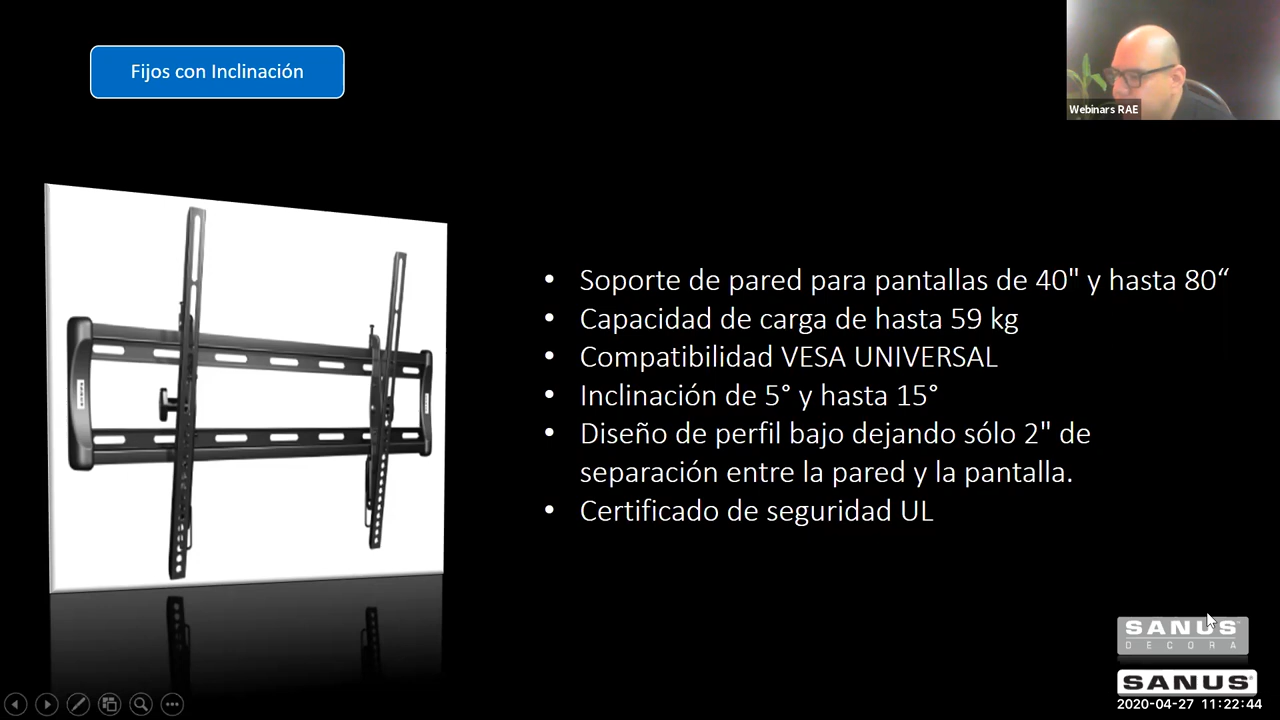 Fijos con Inclinación
Webinars RAE
• Soporte de pared para pantallas de 40" y hasta 80“
• Capacidad de carga de hasta 59 kg
• Compatibilidad VESA UNIVERSAL
• Inclinación de 5° y hasta 15°
• Diseño de perfil bajo dejando sólo 2" de
separación entre la pared y la pantalla.
• Certificado de seguridad UL
SANUS
DECORA
SANUS
2020-04-27 11:22:44